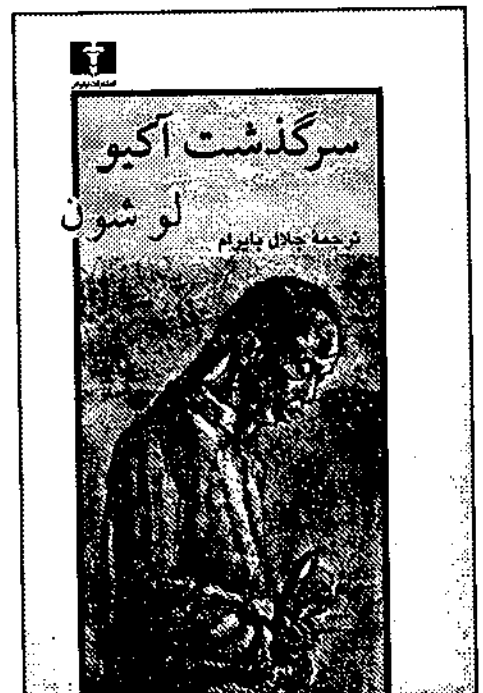 سرگذشت آکیو
لو شون
ترجمهٔ جلال بایرام